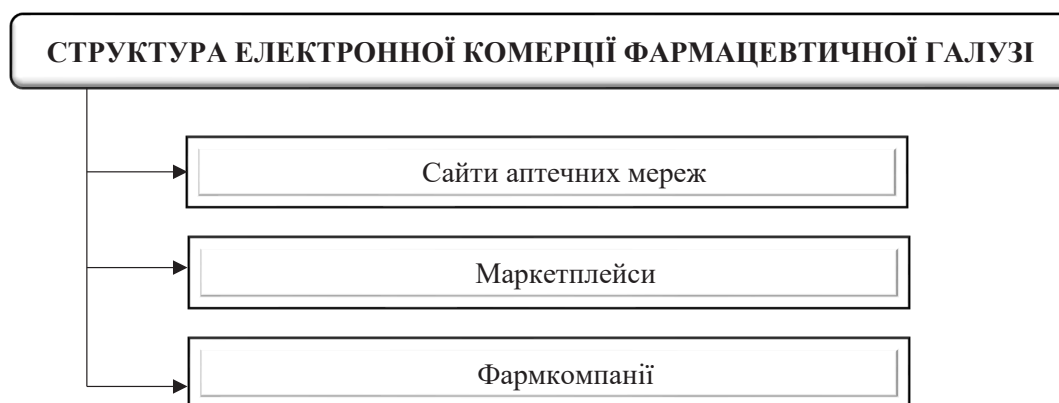 СТРУКТУРА ЕЛЕКТРОННОЇ КОМЕРЦІЇ ФАРМАЦЕВТИЧНОЇ ГАЛУЗІ
Сайти аптечних мереж
Маркетплейси
Фармкомпанії